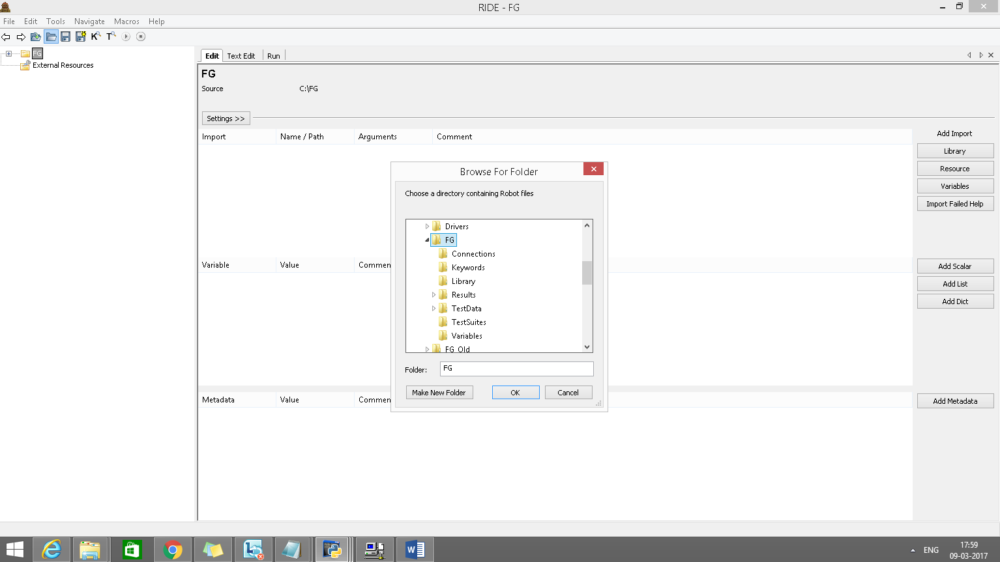 RIDE - FG
File Edit Tools Navigate Macros Help
K T
FG
External Resources
Edit Text Edit Run
FG
Source C:\FG
Settings >>
Import Name / Path Arguments Comment
Add Import
Library
Resource
Variables
Import Failed Help
Browse For Folder
Choose a directory containing Robot files
Drivers
FG
Connections
Keywords
Library
Results
TestData
TestSuites
Variables
FG_Old
Folder: FG
Make New Folder OK Cancel
Variable Value Commen
Add Scalar
Add List
Add Dict
Metadata Value Commen
Add Metadata
ENG 17:59
09-03-2017